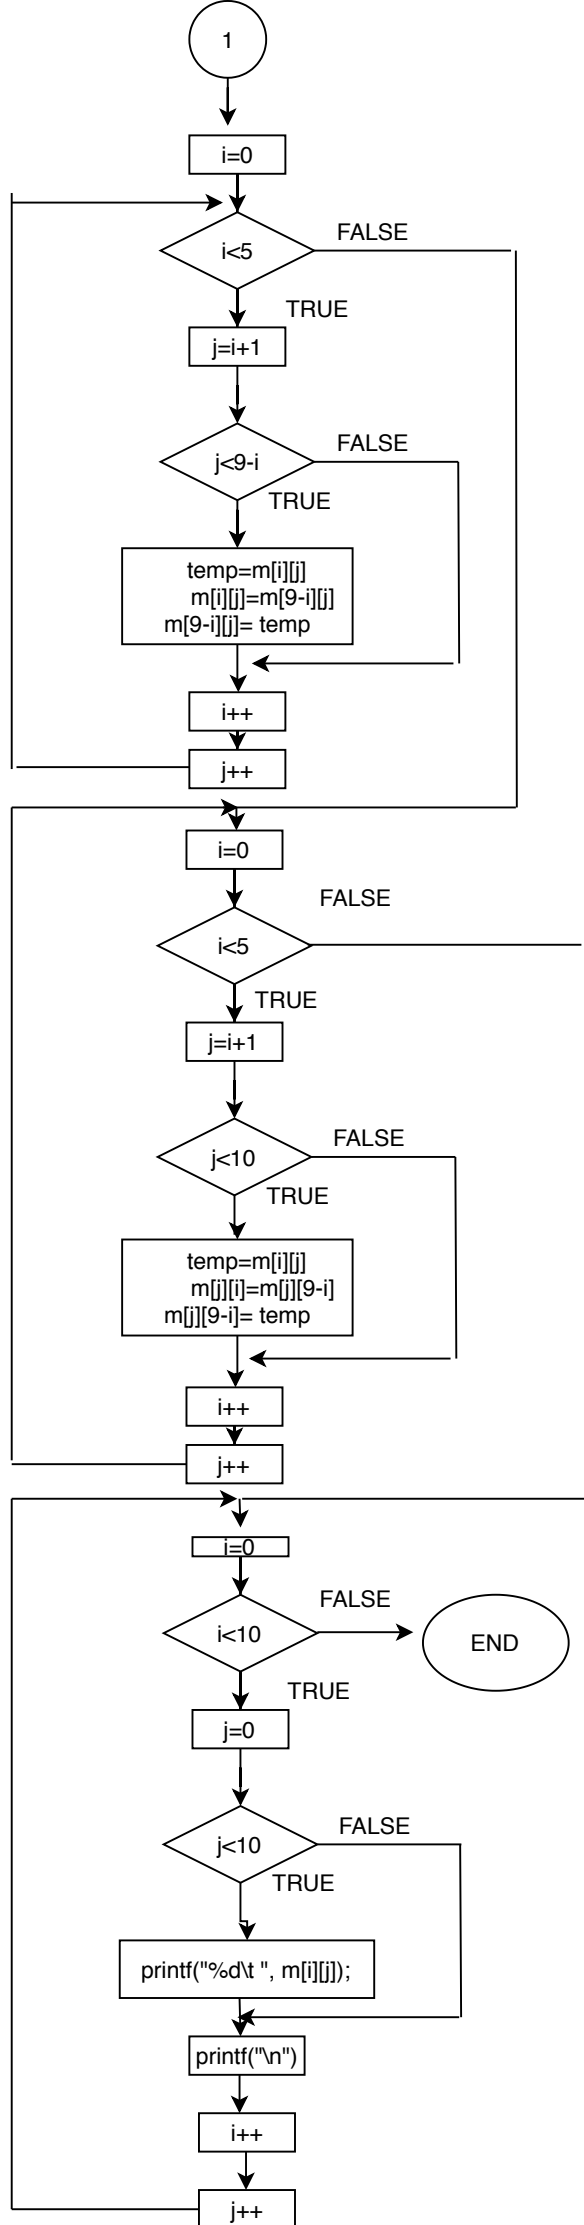 1
i=0
i<5
FALSE
TRUE
j=i+1
j<9-i
FALSE
TRUE
temp=m[i][j]
m[i][j]=m[9-i][j]
m[9-i][j]= temp
i++
j++
i=0
FALSE
i<5
TRUE
j=i+1
j<10
FALSE
TRUE
temp=m[i][j]
m[j][i]=m[j][9-i]
m[j][9-i]= temp
i++
j++
i=0
FALSE
i<10
END
TRUE
j=0
j<10
FALSE
TRUE
printf("%d\t ", m[i][j]);
printf("\n")
i++
j++